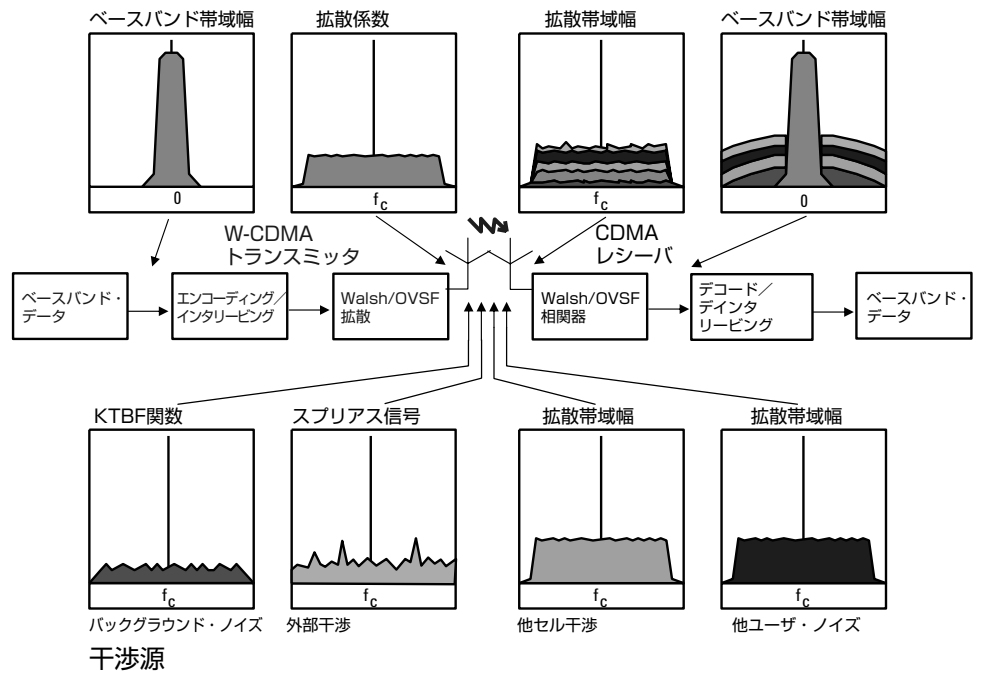 ベースバンド帯域幅
拡散係数
拡散帯域幅
ベースバンド帯域幅
0
fc
fc
0
W-CDMA
トランスミッタ
CDMA
レシーバ
ベースバンド・
データ
エンコーディング／
インタリービング
Walsh/OVSF
拡散
Walsh/OVSF
相関器
デコード／
デインタ
リービング
ベースバンド・
データ
KTBF関数
スプリアス信号
拡散帯域幅
拡散帯域幅
fc
fc
fc
fc
バックグラウンド・ノイズ
外部干渉
他セル干渉
他ユーザ・ノイズ
干渉源